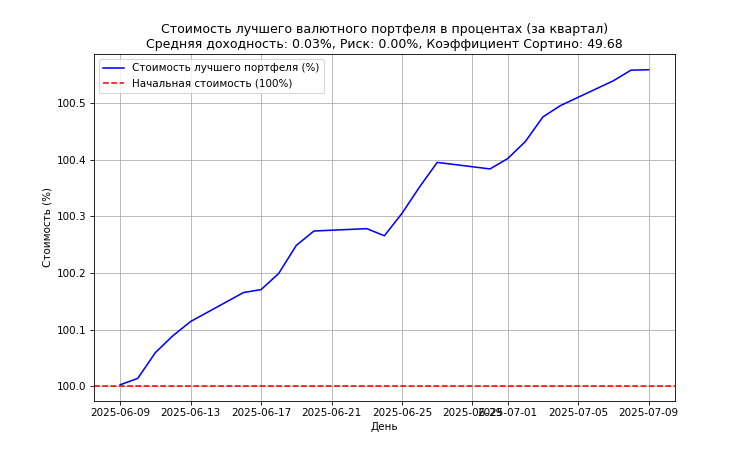 Стоимость лучшего валютного портфеля в процентах (за квартал)
Средняя доходность: 0.03%, Риск: 0.00%, Коэффициент Сортино: 49.68
Стоимость лучшего портфеля (%)
Начальная стоимость (100%)
Стоимость (%)
100.5
100.4
100.3
100.2
100.1
100.0
2025-06-09 2025-06-13 2025-06-17 2025-06-21 2025-06-25 2025-06-29 2025-07-01 2025-07-05 2025-07-09
День